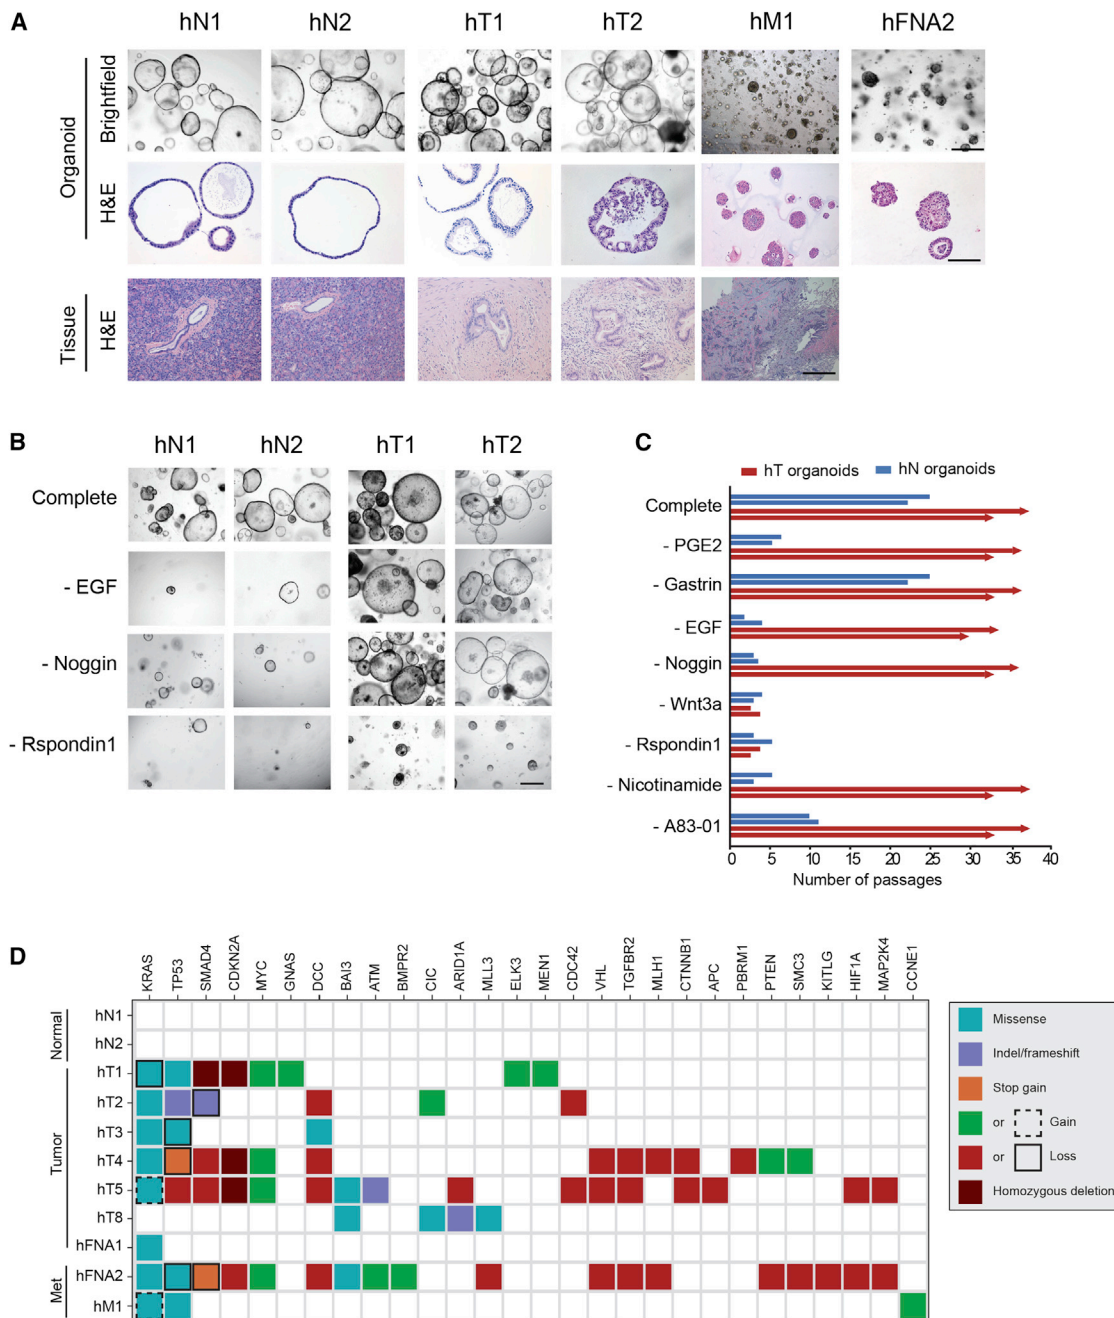 A
hN1 hN2 hT1 hT2 hM1 hFNA2
Organoid
Brightfield
H&E
Tissue
H&E
B
hN1 hN2 hT1 hT2
Complete
- EGF
- Noggin
- Rspondin1
C
hT organoids hN organoids
Complete
- PGE2
- Gastrin
- EGF
- Noggin
- Wnt3a
- Rspondin1
- Nicotinamide
- A83-01
0 5 10 15 20 25 30 35 40
Number of passages
D
KRAS TP53 SMAD4 CDKN2A MYC GNAS DCC BAI3 ATM BMPR2 CIC ARID1A MLL3 ELK3 MEN1 CDC42 VHL TGFBR2 MLH1 CTNNB1 APC PBRM1 PTEN SMC3 KITLG HIF1A MAP2K4 CCNE1
Normal
hN1
hN2
Tumor
hT1
hT2
hT3
hT4
hT5
hT8
hFNA1
Met
hFNA2
hM1
Missense
Indel/frameshift
Stop gain
or Gain
or Loss
Homozygous deletion